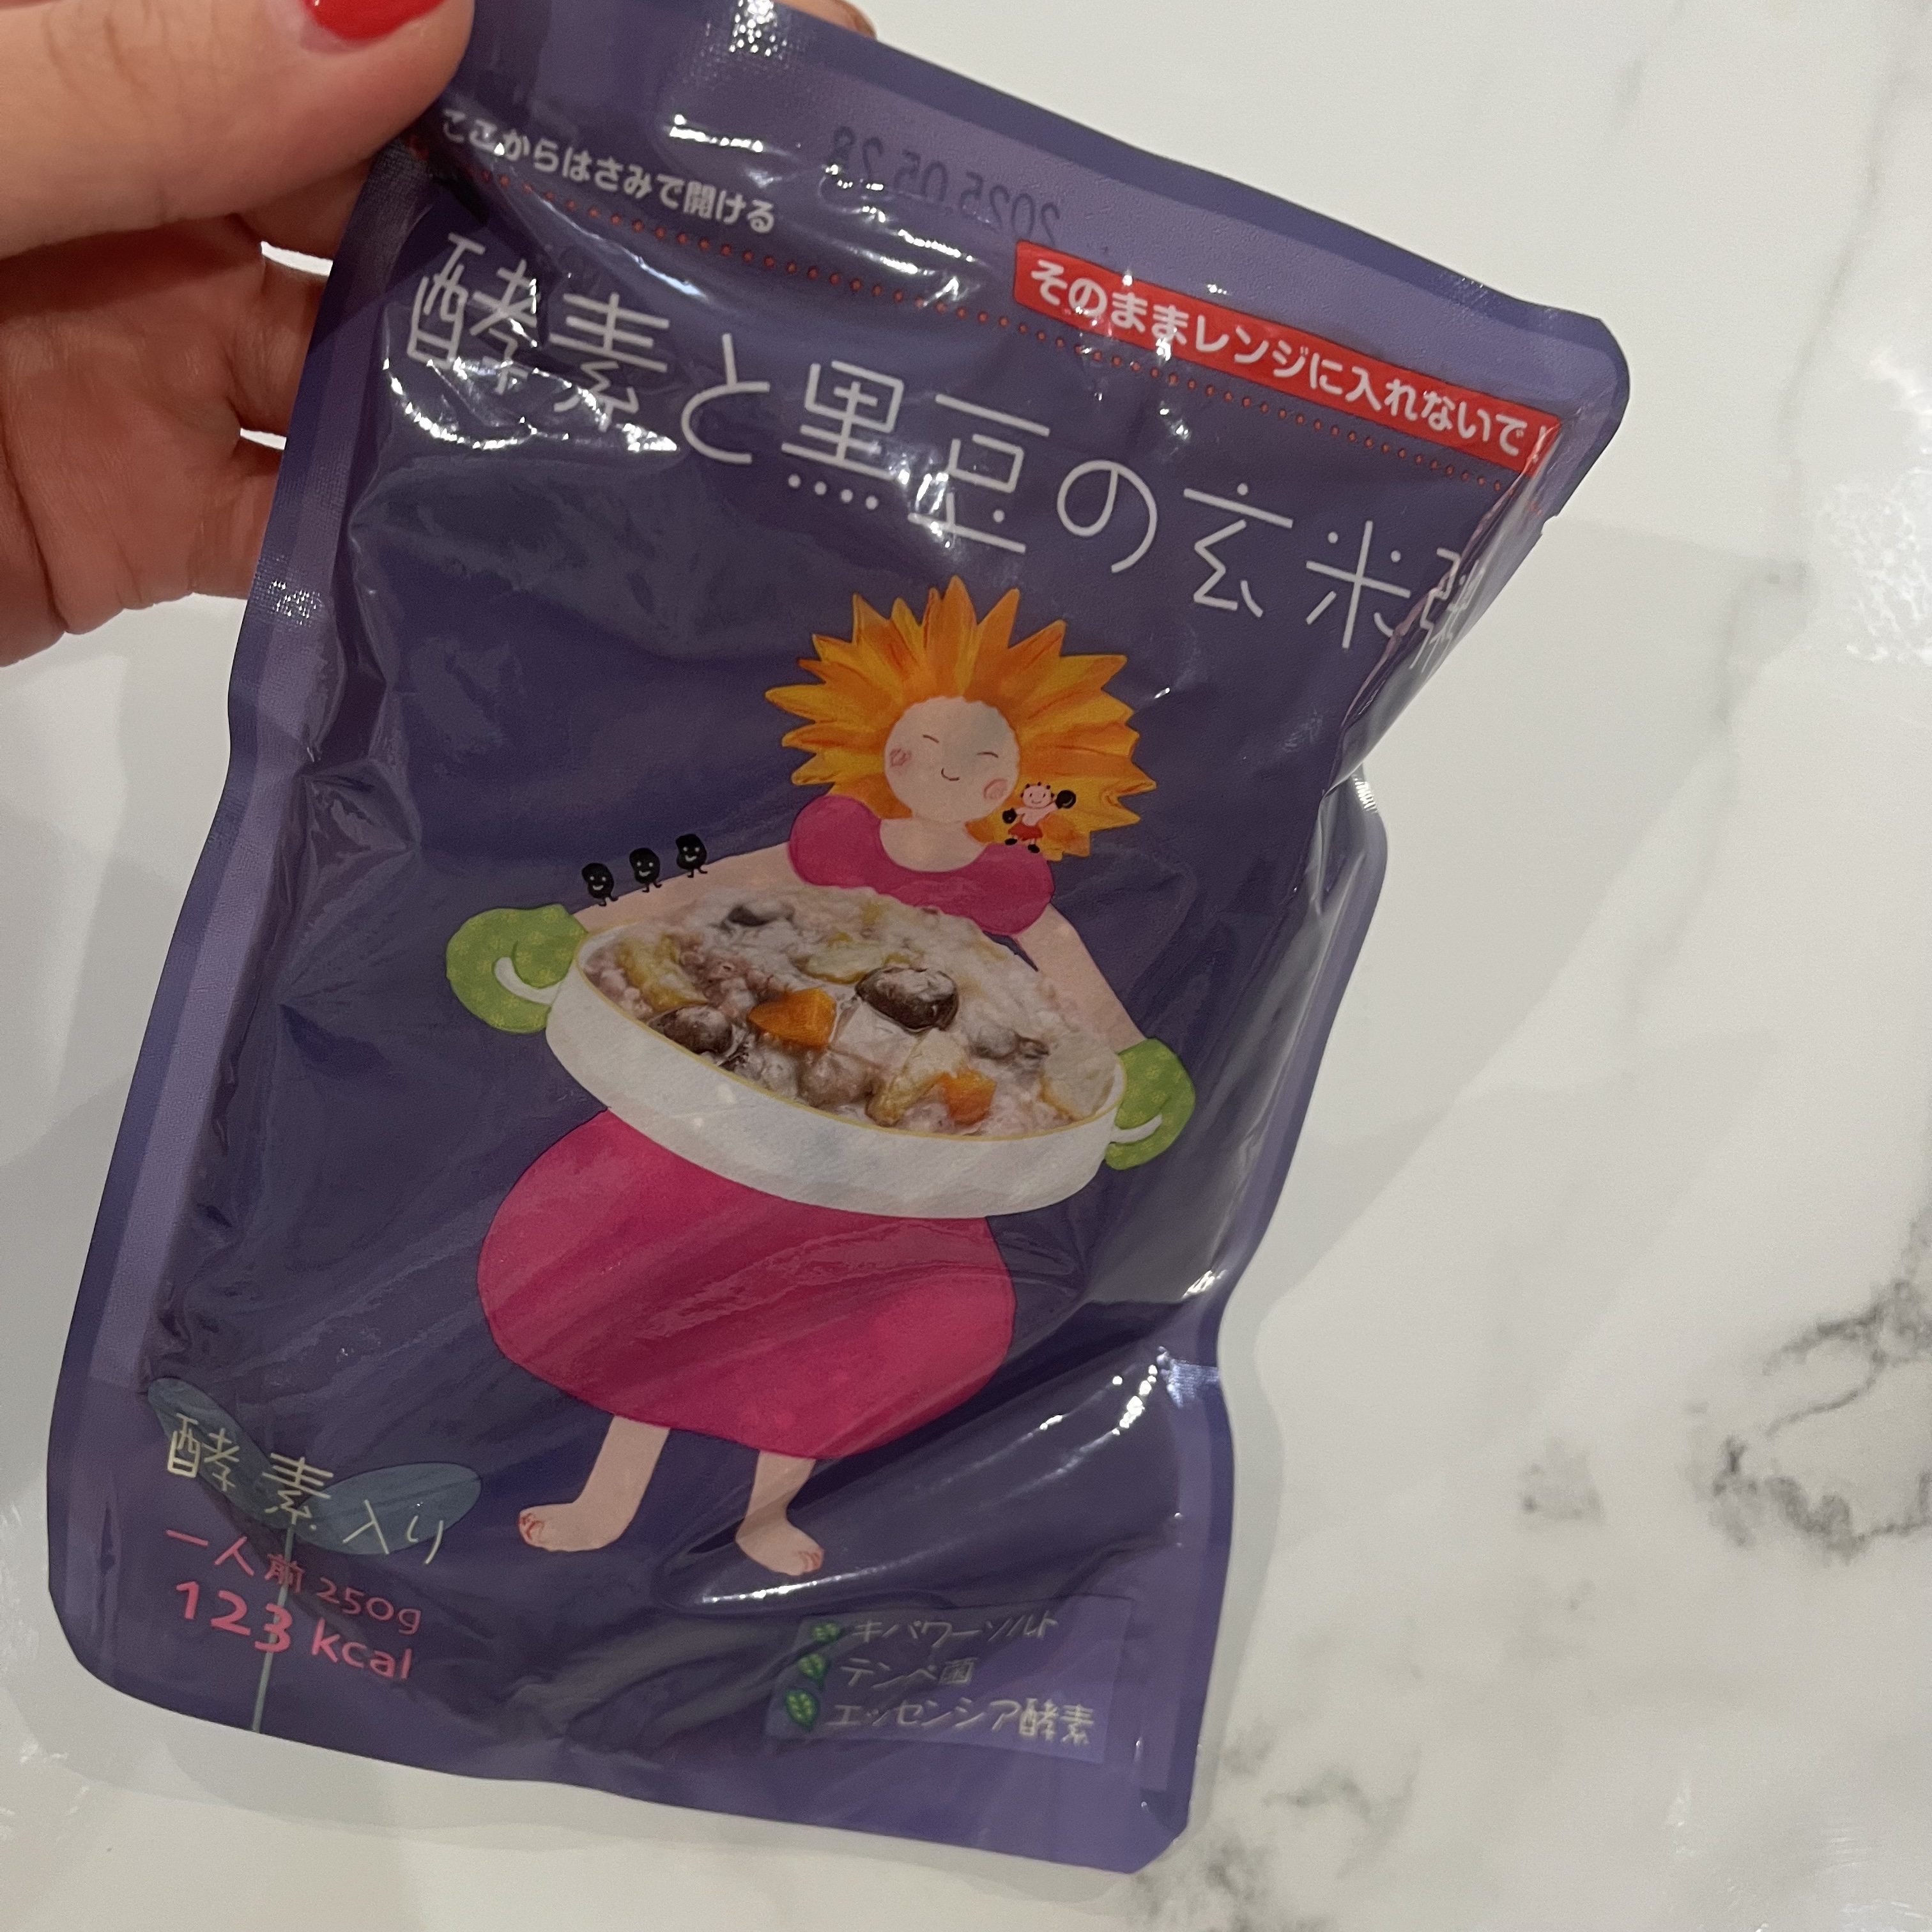 2025.05.28
ここからはさみで開ける
そのままレンジに入れないで!
酵素と黒豆の玄米粥
酵素入り
一人前 250g
123 kcal
キパワーソルト
テンペ菌
エッセンシア酵素